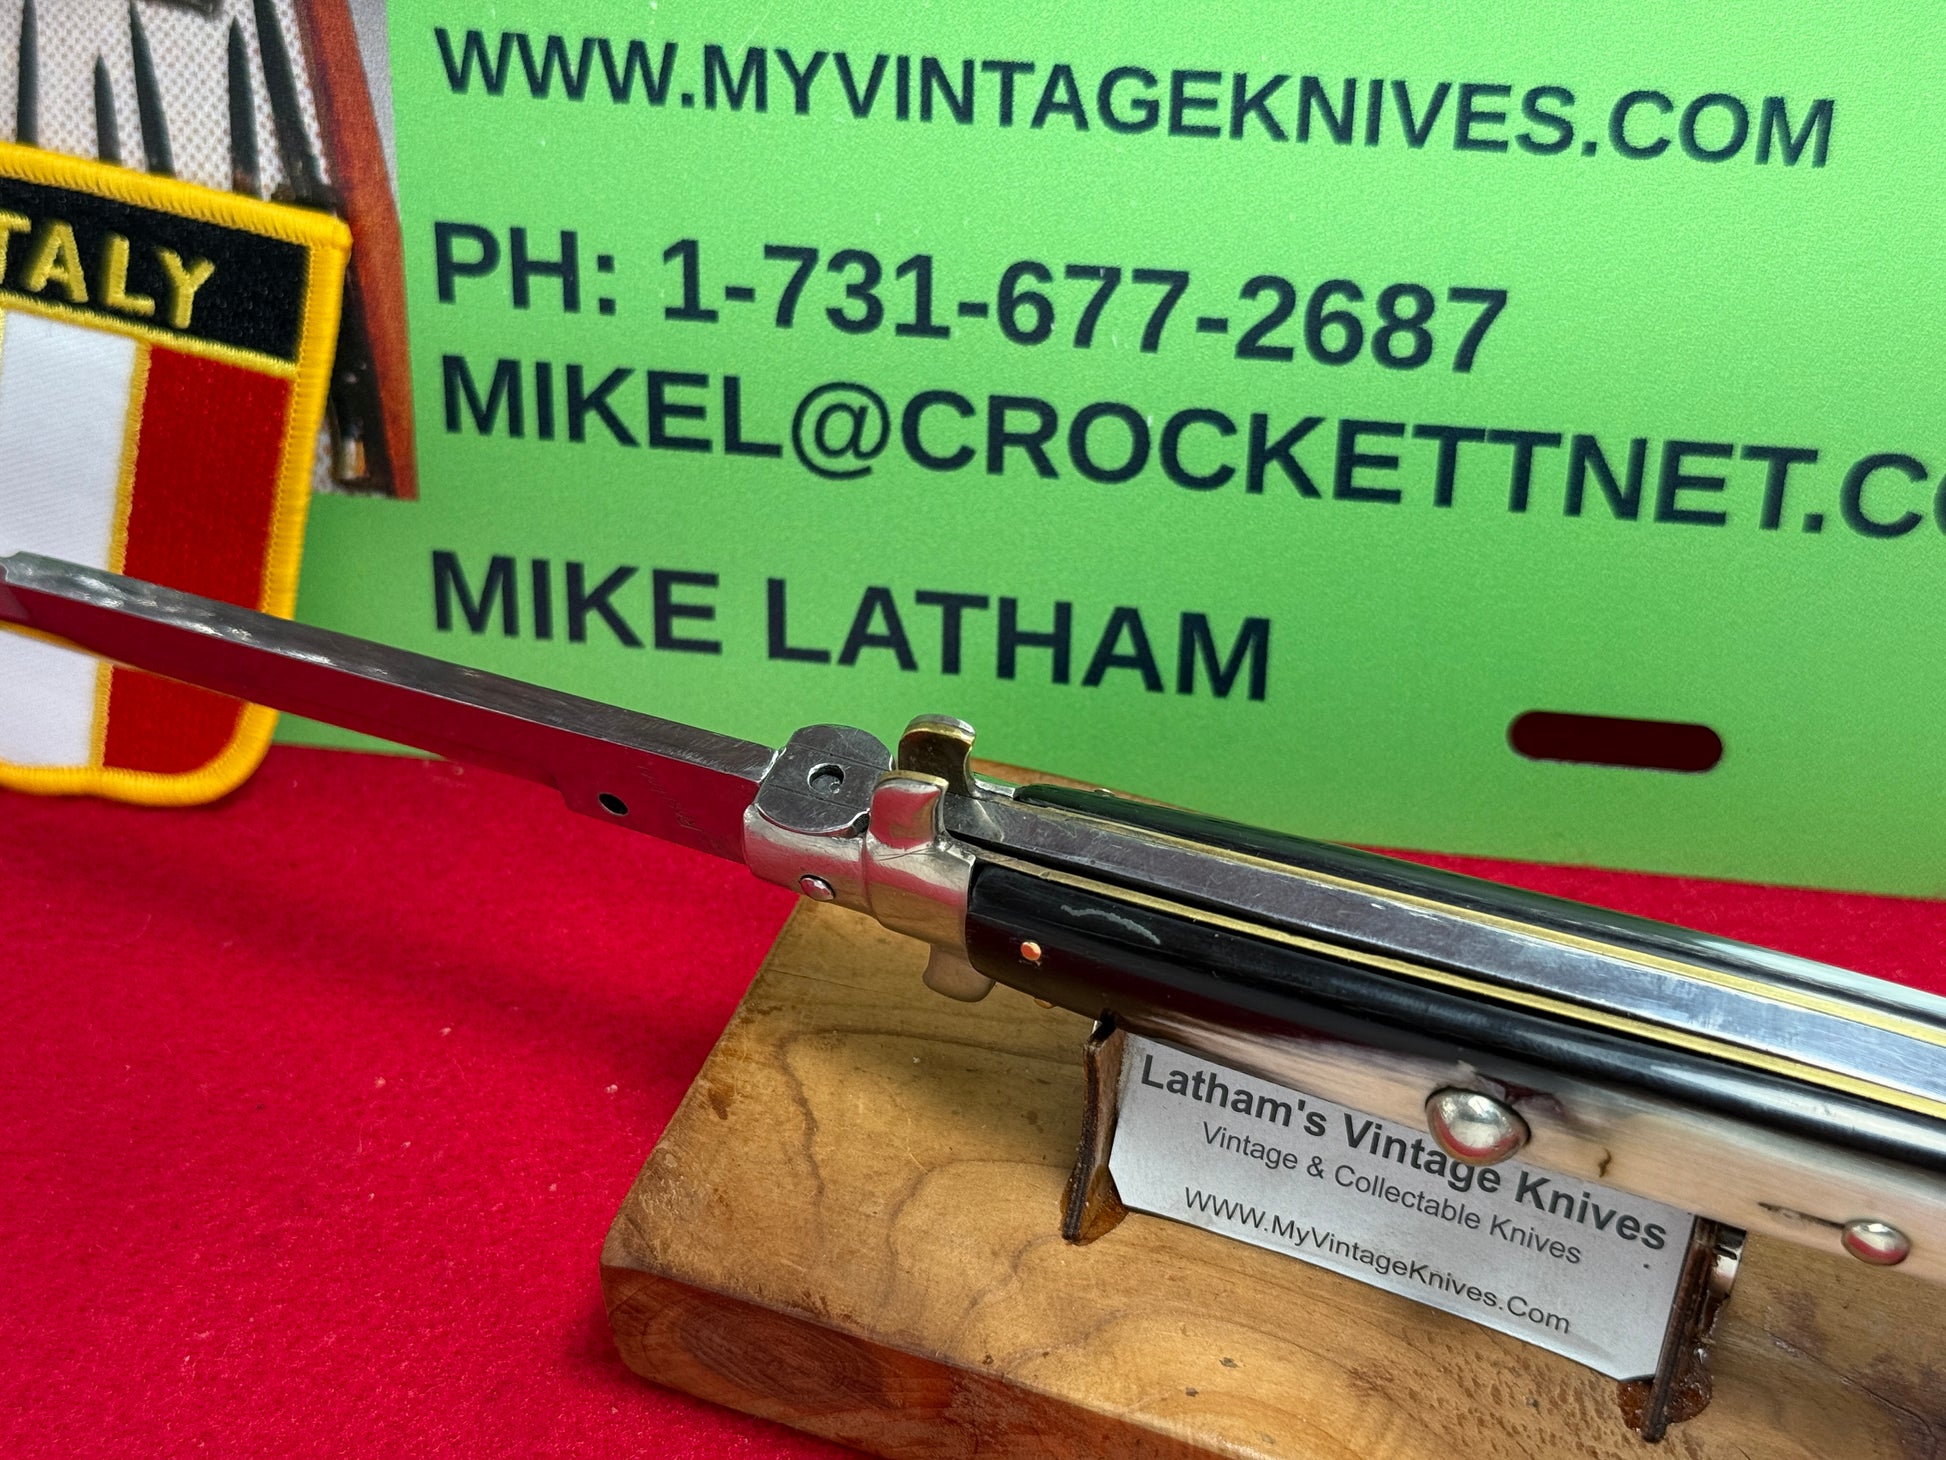 WWW.MYVINTAGEKNIVES.COM
PH: 1-731-677-2687
MIKEL@CROCKETTNET.CO
MIKE LATHAM
TALY
Latham's Vintage Knives
Vintage & Collectable Knives
WWW.MyVintageKnives.Com